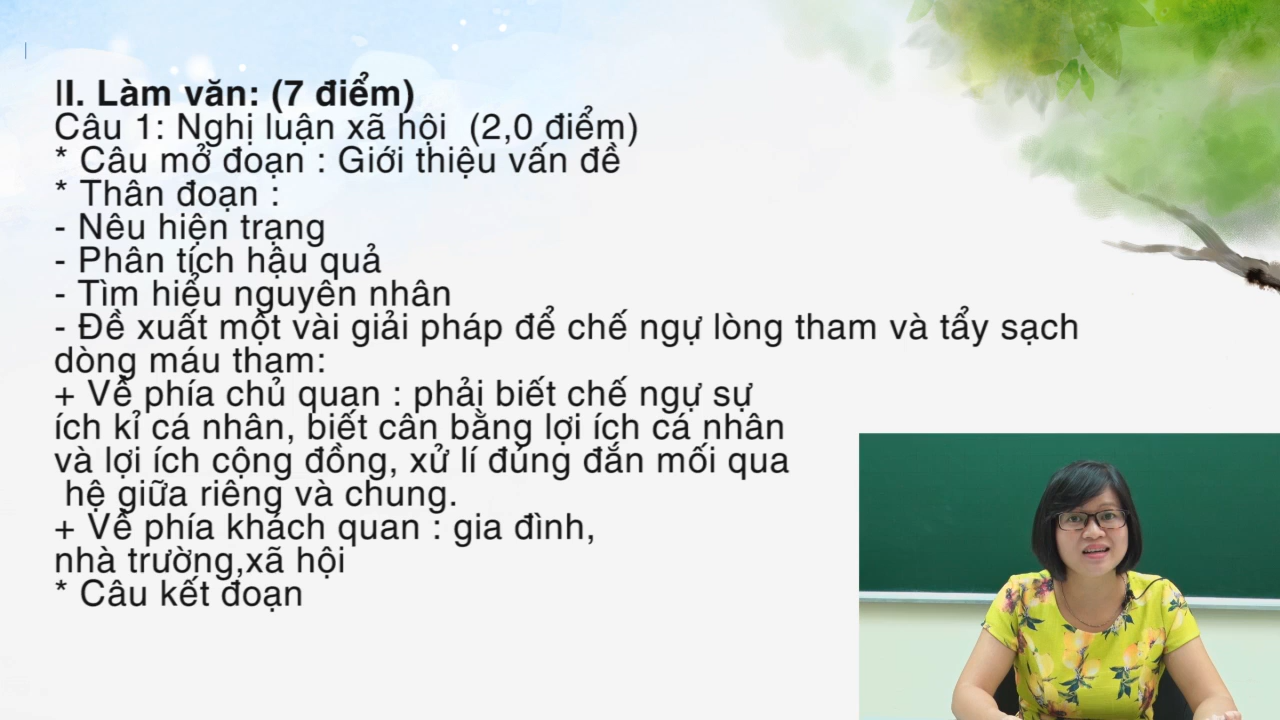 II. Làm văn: (7 điểm)
Câu 1: Nghị luận xã hội (2,0 điểm)
* Câu mở đoạn : Giới thiệu vấn đề
* Thân đoạn :
- Nêu hiện trạng
- Phân tích hậu quả
- Tìm hiểu nguyên nhân
- Đề xuất một vài giải pháp để chế ngự lòng tham và tẩy sạch
dòng máu tham:
+ Về phía chủ quan : phải biết chế ngự sự
ích kỉ cá nhân, biết cân bằng lợi ích cá nhân
và lợi ích cộng đồng, xử lí đúng đắn mối qua
hệ giữa riêng và chung.
+ Về phía khách quan : gia đình,
nhà trường,xã hội
* Câu kết đoạn